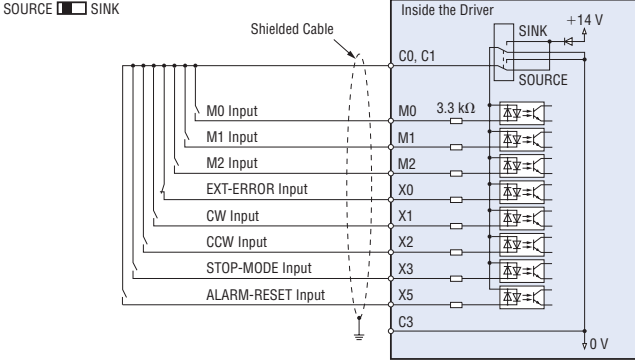 SOURCE SINK
Inside the Driver
+14 V
Shielded Cable
SINK
C0, C1
SOURCE
M0 Input
M0
3.3 kΩ
M1 Input
M1
M2 Input
M2
EXT-ERROR Input
X0
CW Input
X1
CCW Input
X2
STOP-MODE Input
X3
ALARM-RESET Input
X5
C3
0 V